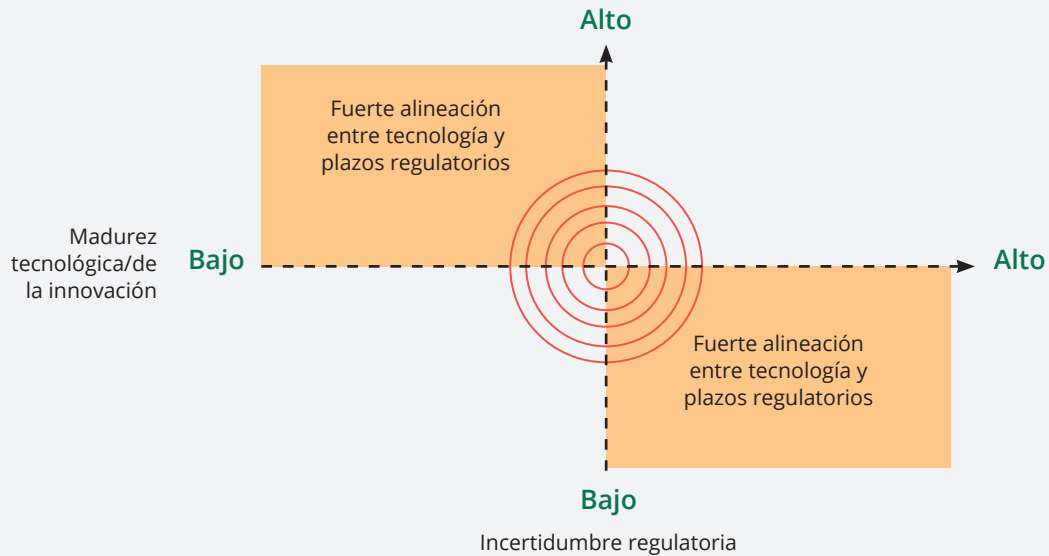 Alto
Fuerte alineación
entre tecnología y
plazos regulatorios
Madurez
tecnológica/de
la innovación
Bajo
Alto
Fuerte alineación
entre tecnología y
plazos regulatorios
Bajo
Incertidumbre regulatoria